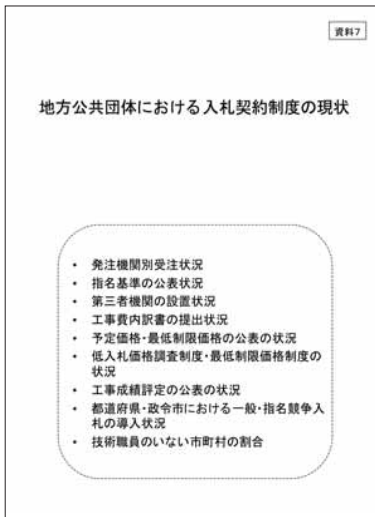 資料7
地方公共団体における入札契約制度の現状
• 発注機関別受注状況
• 指名基準の公表状況
• 第三者機関の設置状況
• 工事費内訳書の提出状況
• 予定価格・最低制限価格の公表の状況
• 低入札価格調査制度・最低制限価格制度の
状況
• 工事成績評定の公表の状況
• 都道府県・政令市における一般・指名競争入
札の導入状況
• 技術職員のいない市町村の割合